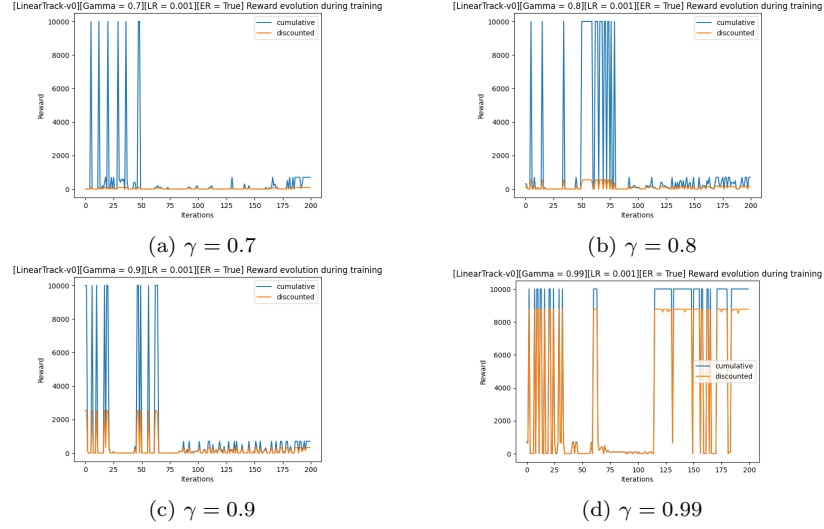 [LinearTrack-v0][Gamma = 0.7][LR = 0.001][ER = True] Reward evolution during training
10000
8000
6000
4000
2000
0
Reward
cumulative
discounted
0 25 50 75 100 125 150 175 200
Iterations
(a) γ = 0.7
[LinearTrack-v0][Gamma = 0.8][LR = 0.001][ER = True] Reward evolution during training
10000
8000
6000
4000
2000
0
Reward
cumulative
discounted
0 25 50 75 100 125 150 175 200
Iterations
(b) γ = 0.8
[LinearTrack-v0][Gamma = 0.9][LR = 0.001][ER = True] Reward evolution during training
10000
8000
6000
4000
2000
0
Reward
cumulative
discounted
0 25 50 75 100 125 150 175 200
Iterations
(c) γ = 0.9
[LinearTrack-v0][Gamma = 0.99][LR = 0.001][ER = True] Reward evolution during training
10000
8000
6000
4000
2000
0
Reward
cumulative
discounted
0 25 50 75 100 125 150 175 200
Iterations
(d) γ = 0.99